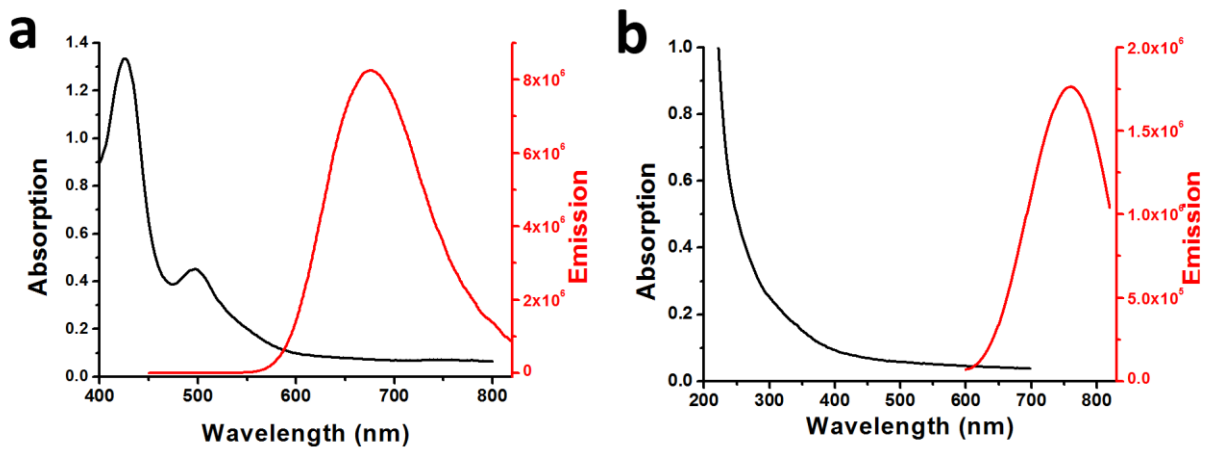 a
1.4
1.2
1.0
0.8
0.6
0.4
0.2
0.0
Absorption
400 500 600 700 800
Wavelength (nm)
8x10⁶
6x10⁶
4x10⁶
2x10⁶
0
Emission
b
1.0
0.8
0.6
0.4
0.2
0.0
Absorption
200 300 400 500 600 700 800
Wavelength (nm)
2.0x10⁶
1.5x10⁶
1.0x10⁶
5.0x10⁵
0.0
Emission